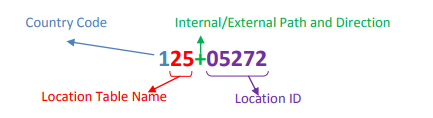 Country Code
Internal/External Path and Direction
125+05272
Location Table Name
Location ID